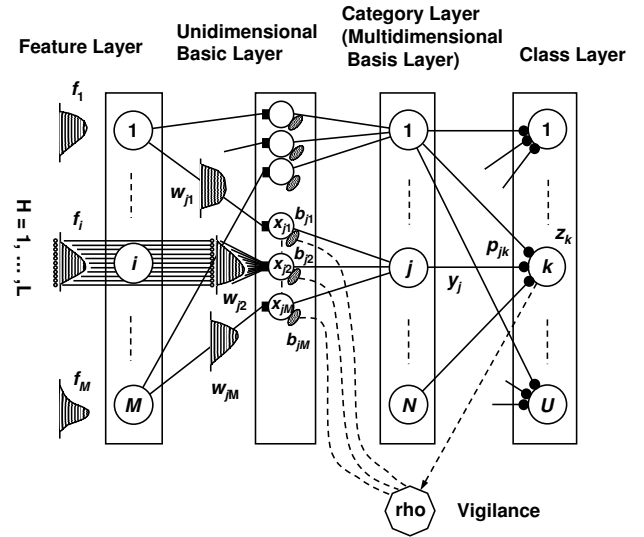 Feature Layer
Unidimensional
Basic Layer
Category Layer
(Multidimensional
Basis Layer)
Class Layer
f1
fi
fM
H = 1, ... ,L
1
i
M
wj1
wj2
wjM
xj1
xj2
xjM
bj1
bj2
bjM
1
j
N
yj
pjk
zk
1
k
U
rho
Vigilance